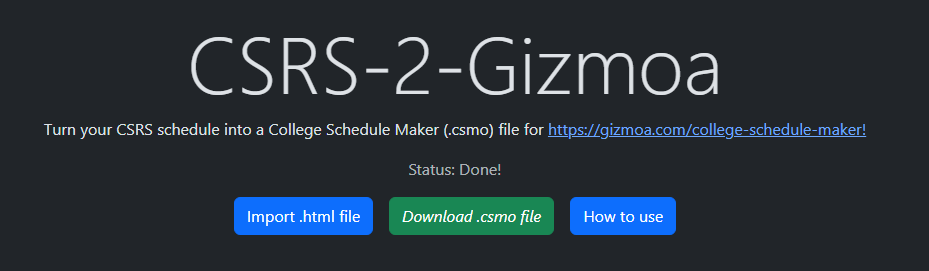 CSRS-2-Gizmoa
Turn your CSRS schedule into a College Schedule Maker (.csmo) file for https://gizmoa.com/college-schedule-maker!
Status: Done!
Import .html file Download .csmo file How to use